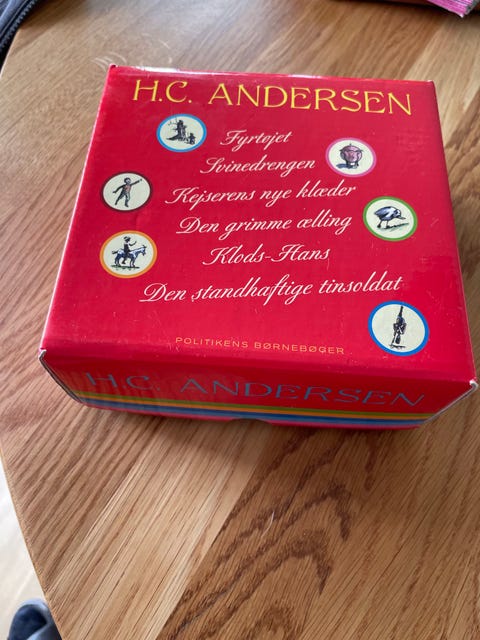 H.C. ANDERSEN
Fyrtøjet
Svinedrengen
Kejserens nye klæder
Den grimme ælling
Klods-Hans
Den standhaftige tinsoldat
POLITIKENS BØRNEBØGER
H.C. ANDERSEN